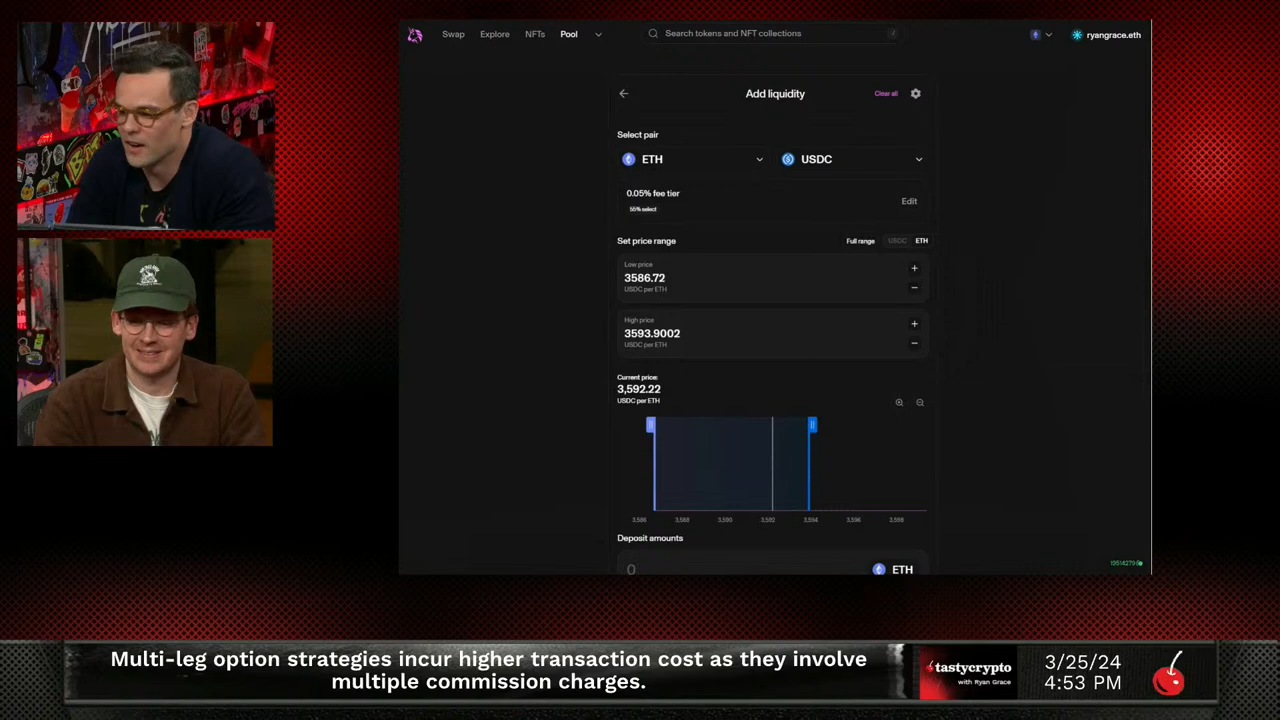 Swap Explore NFTs Pool
Search tokens and NFT collections /
ryangrace.eth
Add liquidity
Clear all
Select pair
ETH
USDC
0.05% fee tier
55% select
Edit
Set price range
Full range
USDC ETH
Low price
3586.72
USDC per ETH
High price
3593.9002
USDC per ETH
Current price:
3,592.22
USDC per ETH
3,586 3,588 3,590 3,592 3,594 3,596 3,598
Deposit amounts
0
ETH
19514279
Multi-leg option strategies incur higher transaction cost as they involve
multiple commission charges.
tastycrypto
with Ryan Grace
3/25/24
4:53 PM